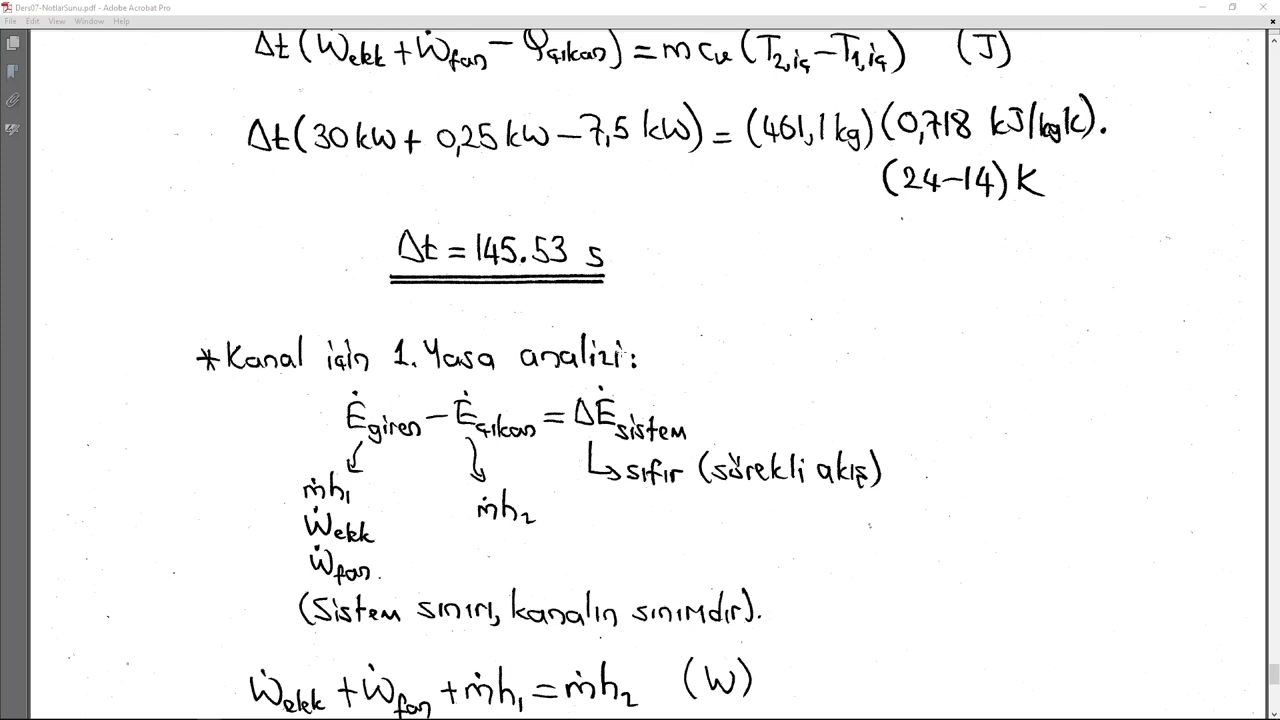 Ders07-NotlarSunu.pdf - Adobe Acrobat Pro
File Edit View Window Help
Δt(Ẇekk + Ẇfan − Q̇çıkan) = m cv (T2,iç − T1,iç) (J)
Δt(30 kW + 0,25 kW − 7,5 kW) = (461,1 kg)(0,718 kJ/kgK).
(24−14) K
Δt = 145.53 s
*Kanal için 1. Yasa analizi:
Ėgiren − Ėçıkan = ΔĖsistem
↳ sıfır (sürekli akış)
ṁh1
ṁh2
Ẇekk
Ẇfan.
(Sistem sınırı, kanalın sınırıdır).
Ẇekk + Ẇfan + ṁh1 = ṁh2 (W)